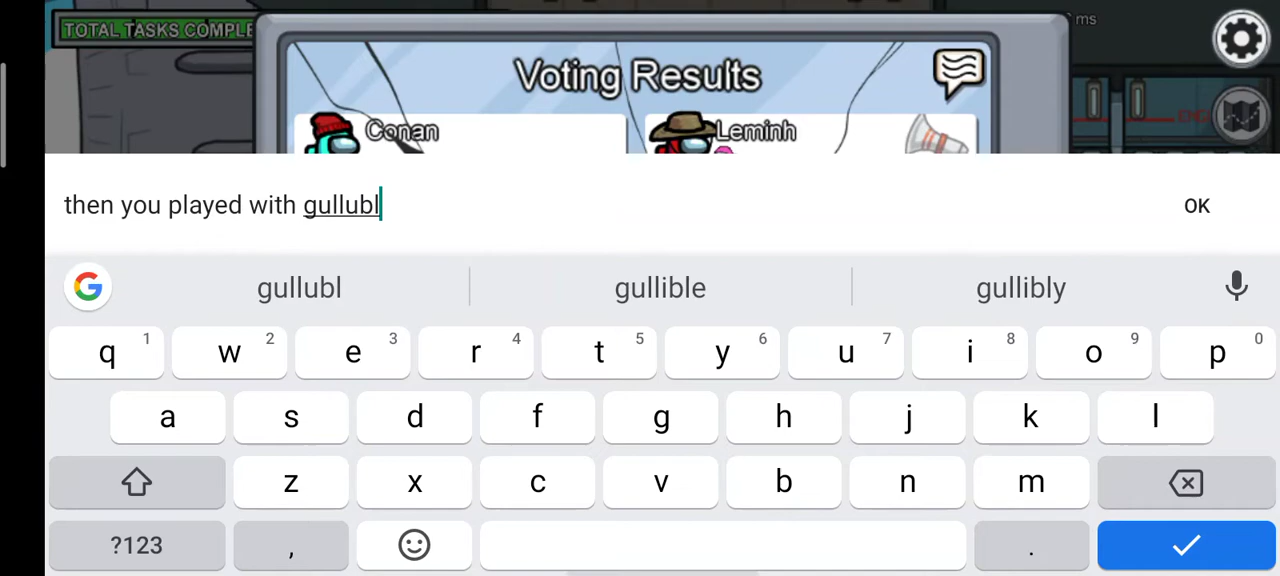 TOTAL TASKS COMPLE
ms
Voting Results
Conan
Leminh
then you played with gullubl
OK
G
gullubl
gullible
gullibly
q 1 w 2 e 3 r 4 t 5 y 6 u 7 i 8 o 9 p 0
a s d f g h j k l
z x c v b n m
?123 , .